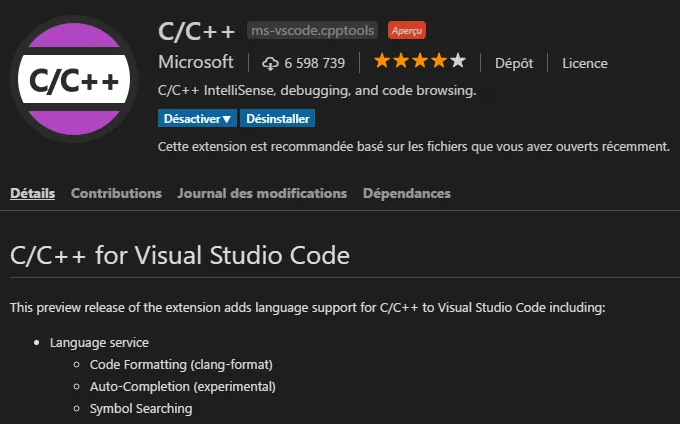 C/C++
C/C++ ms-vscode.cpptools Aperçu
Microsoft 6 598 739 Dépôt Licence
C/C++ IntelliSense, debugging, and code browsing.
Désactiver▼ Désinstaller
Cette extension est recommandée basé sur les fichiers que vous avez ouverts récemment.
Détails Contributions Journal des modifications Dépendances
C/C++ for Visual Studio Code
This preview release of the extension adds language support for C/C++ to Visual Studio Code including:
• Language service
◦ Code Formatting (clang-format)
◦ Auto-Completion (experimental)
◦ Symbol Searching